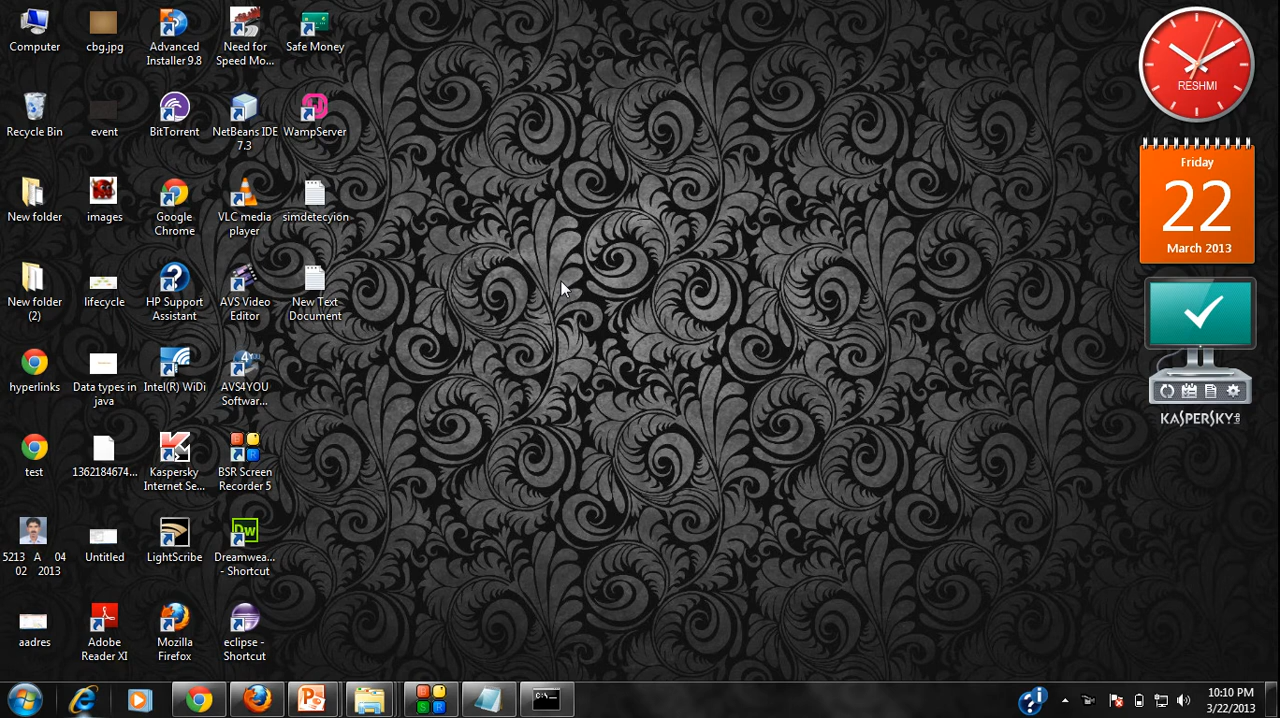 Computer
cbg.jpg
Advanced
Installer 9.8
Need for
Speed Mo...
Safe Money
Recycle Bin
event
BitTorrent
NetBeans IDE
7.3
WampServer
New folder
images
Google
Chrome
VLC media
player
simdetecyion
New folder
(2)
lifecycle
HP Support
Assistant
AVS Video
Editor
New Text
Document
hyperlinks
Data types in
java
Intel(R) WiDi
AVS4YOU
Softwar...
test
1362184674...
Kaspersky
Internet Se...
BSR Screen
Recorder 5
5213 A 04
02 2013
Untitled
LightScribe
Dw
Dreamwea...
- Shortcut
aadres
Adobe
Reader XI
Mozilla
Firefox
eclipse -
Shortcut
RESHMI
Friday
22
March 2013
KASPERSKY
10:10 PM
3/22/2013